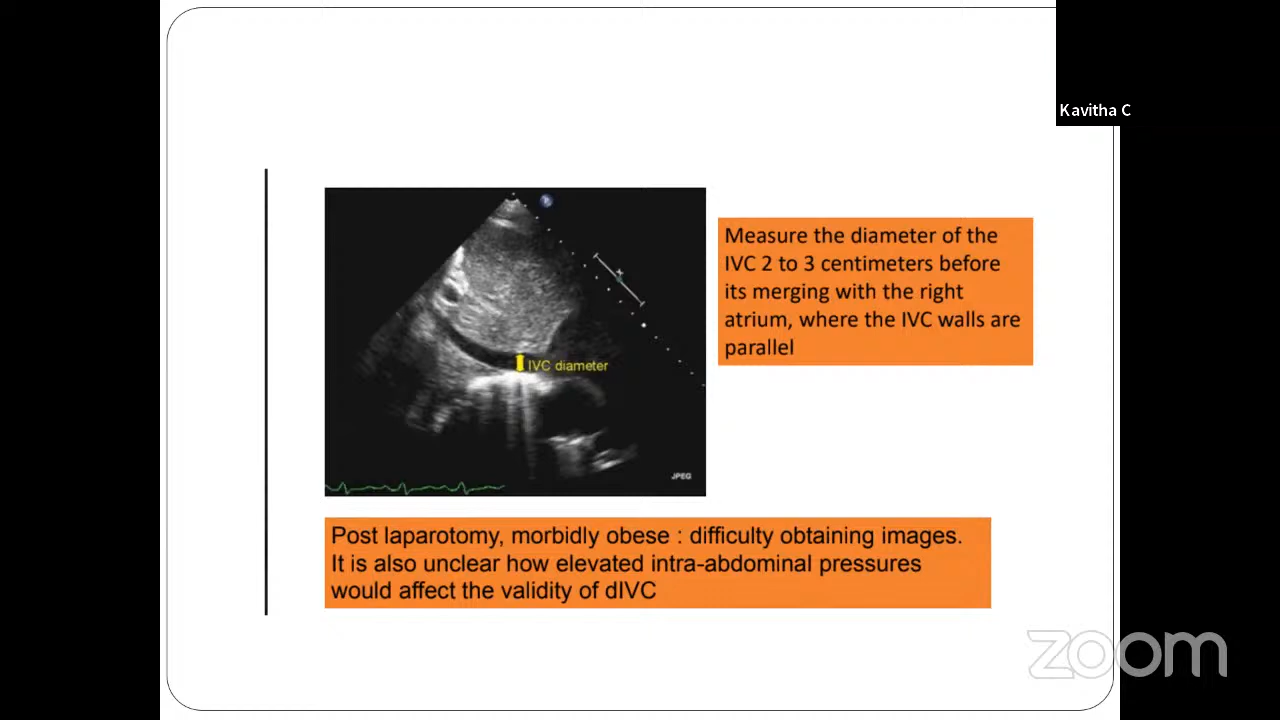 Kavitha C
Measure the diameter of the
IVC 2 to 3 centimeters before
its merging with the right
atrium, where the IVC walls are
parallel
IVC diameter
JPEG
Post laparotomy, morbidly obese : difficulty obtaining images.
It is also unclear how elevated intra-abdominal pressures
would affect the validity of dIVC
zoom